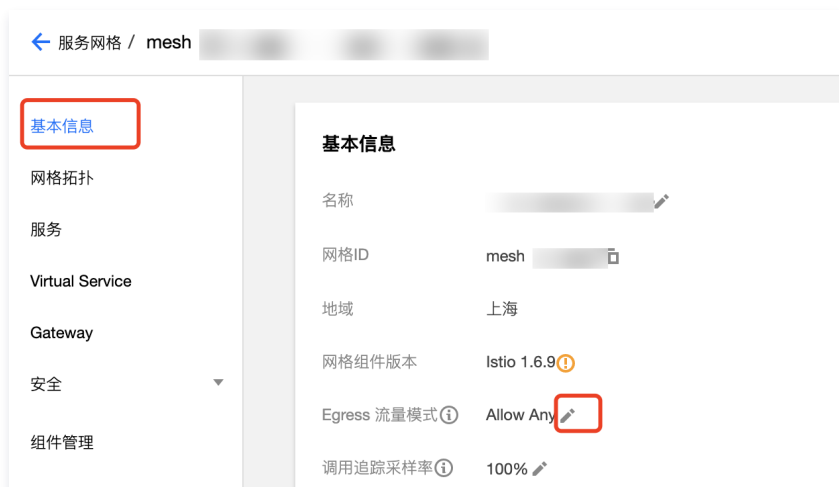 服务网格 / mesh
基本信息
网格拓扑
服务
Virtual Service
Gateway
安全
组件管理
基本信息
名称
网格ID mesh
地域 上海
网格组件版本 Istio 1.6.9
Egress 流量模式 Allow Any
调用追踪采样率 100%